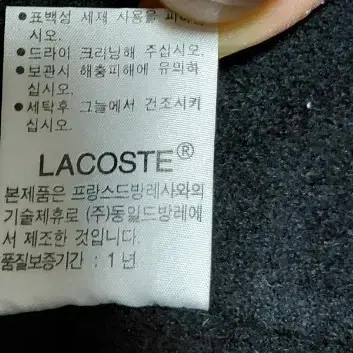 ●표백성 세제 사용을 피하
십시오.
●드라이 크리닝해 주십시오.
●보관시 해충피해에 유의하
십시오.
●세탁후 그늘에서 건조시키
십시오.
LACOSTE®
본제품은 프랑스드방레사와의
기술제휴로 (주)동일드방레에
서 제조한 것입니다.
품질보증기간 : 1년